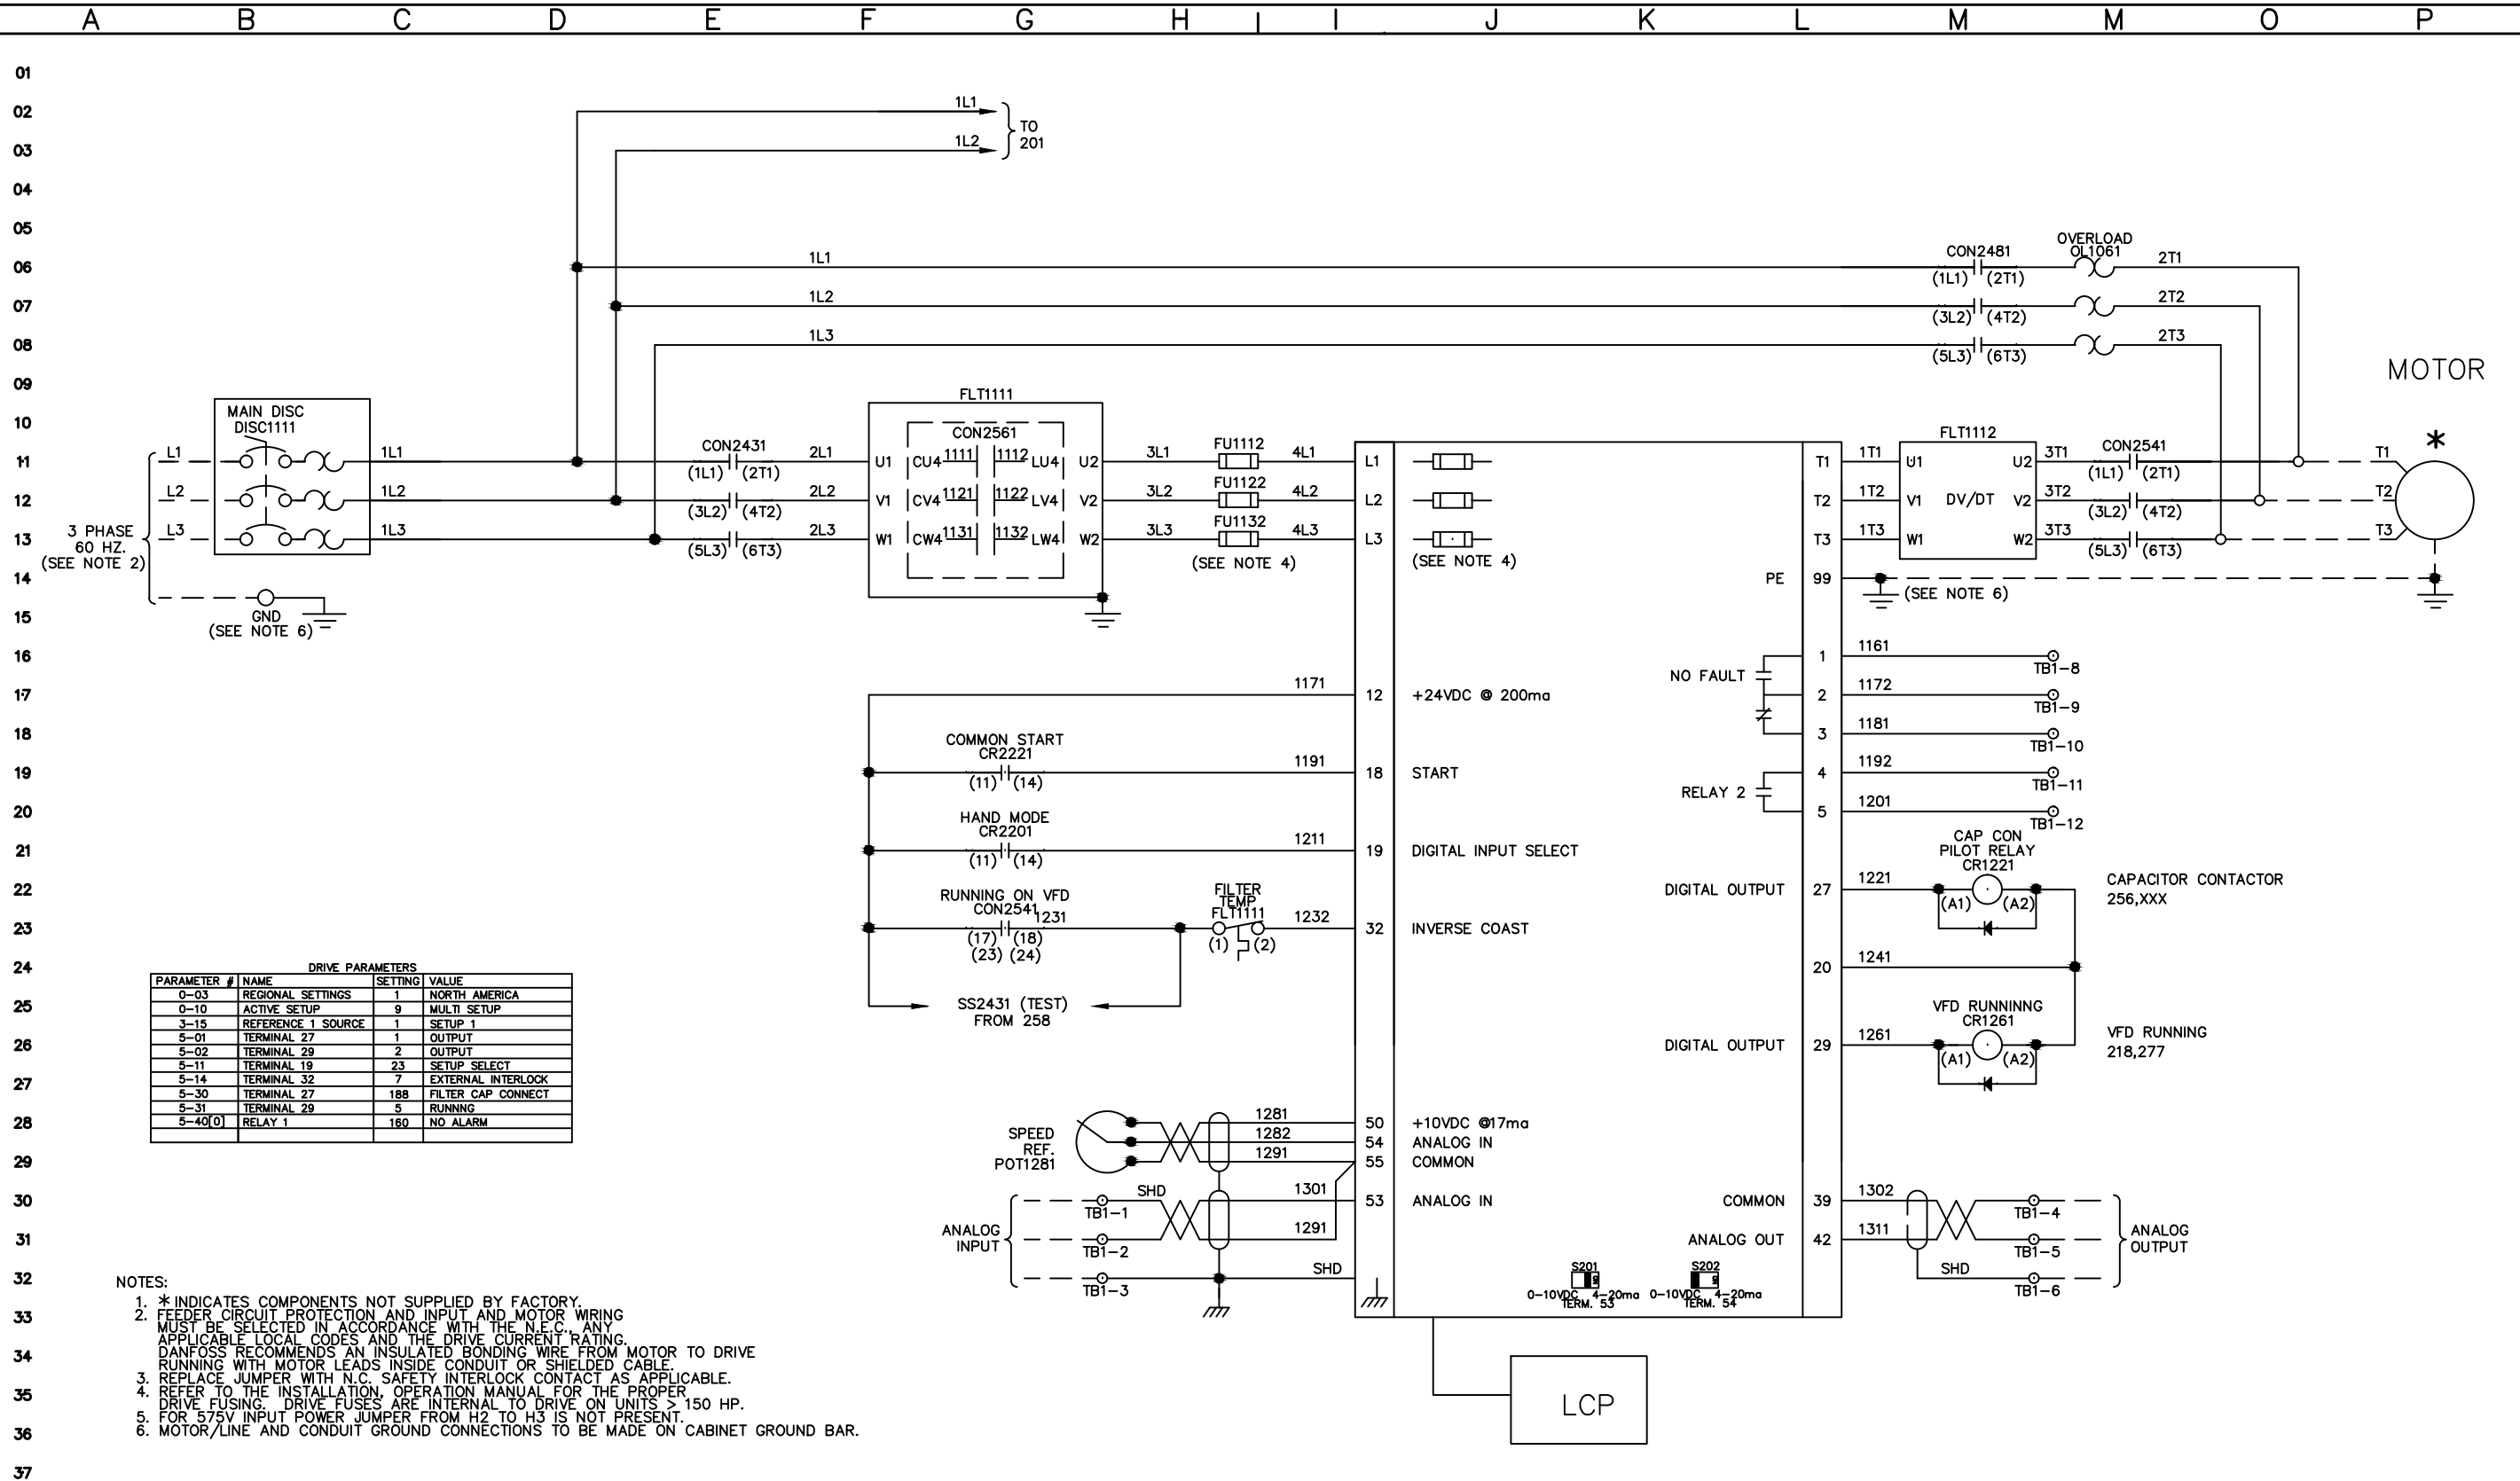 A B C D E F G H I J K L M M O P
01
02
03
04
05
06
07
08
09
10
11
12
13
14
15
16
17
18
19
20
21
22
23
24
25
26
27
28
29
30
31
32
33
34
35
36
37
1L1
1L2
TO
201
1L1
1L2
1L3
CON2481
(1L1) (2T1)
(3L2) (4T2)
(5L3) (6T3)
OVERLOAD
OL1061
2T1
2T2
2T3
MOTOR
*
T1
T2
T3
3 PHASE
60 HZ.
(SEE NOTE 2)
L1
L2
L3
MAIN DISC
DISC1111
GND
(SEE NOTE 6)
1L1
1L2
1L3
CON2431
(1L1) (2T1)
(3L2) (4T2)
(5L3) (6T3)
2L1
2L2
2L3
FLT1111
CON2561
U1 CU4 1111 1112 LU4 U2
V1 CV4 1121 1122 LV4 V2
W1 CW4 1131 1132 LW4 W2
3L1 FU1112 4L1
3L2 FU1122 4L2
3L3 FU1132 4L3
(SEE NOTE 4)
L1
L2
L3
(SEE NOTE 4)
T1 1T1
T2 1T2
T3 1T3
PE 99
(SEE NOTE 6)
FLT1112
U1 U2
V1 DV/DT V2
W1 W2
3T1
3T2
3T3
CON2541
(1L1) (2T1)
(3L2) (4T2)
(5L3) (6T3)
NO FAULT
1 1161 TB1-8
2 1172 TB1-9
3 1181 TB1-10
RELAY 2
4 1192 TB1-11
5 1201 TB1-12
1171 12 +24VDC @ 200ma
COMMON START
CR2221
(11) (14)
1191 18 START
HAND MODE
CR2201
(11) (14)
1211 19 DIGITAL INPUT SELECT
RUNNING ON VFD
CON2541
1231
(17) (18)
(23) (24)
FILTER
TEMP
FLT1111
(1) (2)
1232 32 INVERSE COAST
SS2431 (TEST)
FROM 258
CAP CON
PILOT RELAY
CR1221
DIGITAL OUTPUT 27 1221
(A1) (A2)
CAPACITOR CONTACTOR
256,XXX
20 1241
VFD RUNNINNG
CR1261
DIGITAL OUTPUT 29 1261
(A1) (A2)
VFD RUNNING
218,277
DRIVE PARAMETERS
PARAMETER # NAME SETTING VALUE
0-03 REGIONAL SETTINGS 1 NORTH AMERICA
0-10 ACTIVE SETUP 9 MULTI SETUP
3-15 REFERENCE 1 SOURCE 1 SETUP 1
5-01 TERMINAL 27 1 OUTPUT
5-02 TERMINAL 29 2 OUTPUT
5-11 TERMINAL 19 23 SETUP SELECT
5-14 TERMINAL 32 7 EXTERNAL INTERLOCK
5-30 TERMINAL 27 188 FILTER CAP CONNECT
5-31 TERMINAL 29 5 RUNNNG
5-40[0] RELAY 1 160 NO ALARM
SPEED
REF.
POT1281
1281 50 +10VDC @17ma
1282 54 ANALOG IN
1291 55 COMMON
ANALOG
INPUT
TB1-1
TB1-2
TB1-3
SHD
1301 53 ANALOG IN
1291
SHD
COMMON 39 1302
ANALOG OUT 42 1311
SHD
TB1-4
TB1-5
TB1-6
ANALOG
OUTPUT
S201
0-10VDC 4-20ma
TERM. 53
S202
0-10VDC 4-20ma
TERM. 54
LCP
NOTES:
1. * INDICATES COMPONENTS NOT SUPPLIED BY FACTORY.
2. FEEDER CIRCUIT PROTECTION AND INPUT AND MOTOR WIRING
MUST BE SELECTED IN ACCORDANCE WITH THE N.E.C., ANY
APPLICABLE LOCAL CODES AND THE DRIVE CURRENT RATING.
DANFOSS RECOMMENDS AN INSULATED BONDING WIRE FROM MOTOR TO DRIVE
RUNNING WITH MOTOR LEADS INSIDE CONDUIT OR SHIELDED CABLE.
3. REPLACE JUMPER WITH N.C. SAFETY INTERLOCK CONTACT AS APPLICABLE.
4. REFER TO THE INSTALLATION, OPERATION MANUAL FOR THE PROPER
DRIVE FUSING. DRIVE FUSES ARE INTERNAL TO DRIVE ON UNITS > 150 HP.
5. FOR 575V INPUT POWER JUMPER FROM H2 TO H3 IS NOT PRESENT.
6. MOTOR/LINE AND CONDUIT GROUND CONNECTIONS TO BE MADE ON CABINET GROUND BAR.